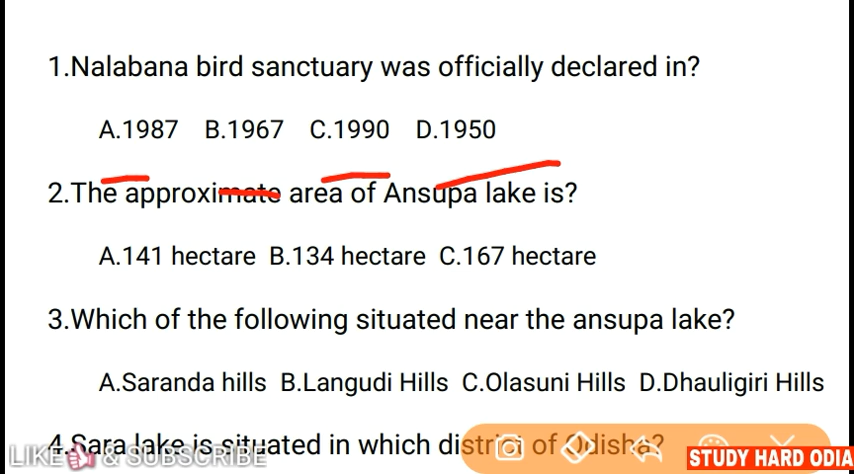 1.Nalabana bird sanctuary was officially declared in?
A.1987 B.1967 C.1990 D.1950
2.The approximate area of Ansupa lake is?
A.141 hectare B.134 hectare C.167 hectare
3.Which of the following situated near the ansupa lake?
A.Saranda hills B.Langudi Hills C.Olasuni Hills D.Dhauligiri Hills
4.Sara lake is situated in which district of Odisha?
LIKE & SUBSCRIBE
STUDY HARD ODIA